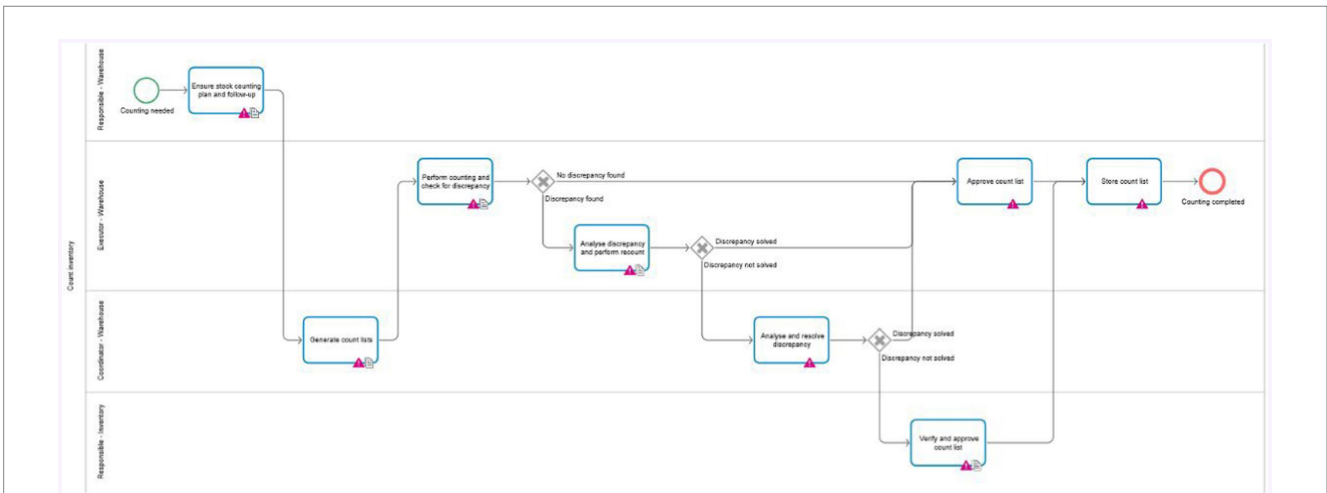 Count inventory
Responsible - Warehouse
Counting needed
Ensure stock counting
plan and follow-up
Executor - Warehouse
Perform counting and
check for discrepancy
No discrepancy found
Discrepancy found
Analyse discrepancy
and perform recount
Discrepancy solved
Discrepancy not solved
Approve count list
Store count list
Counting completed
Coordinator - Warehouse
Generate count lists
Analyse and resolve
discrepancy
Discrepancy solved
Discrepancy not solved
Responsible - Inventory
Verify and approve
count list